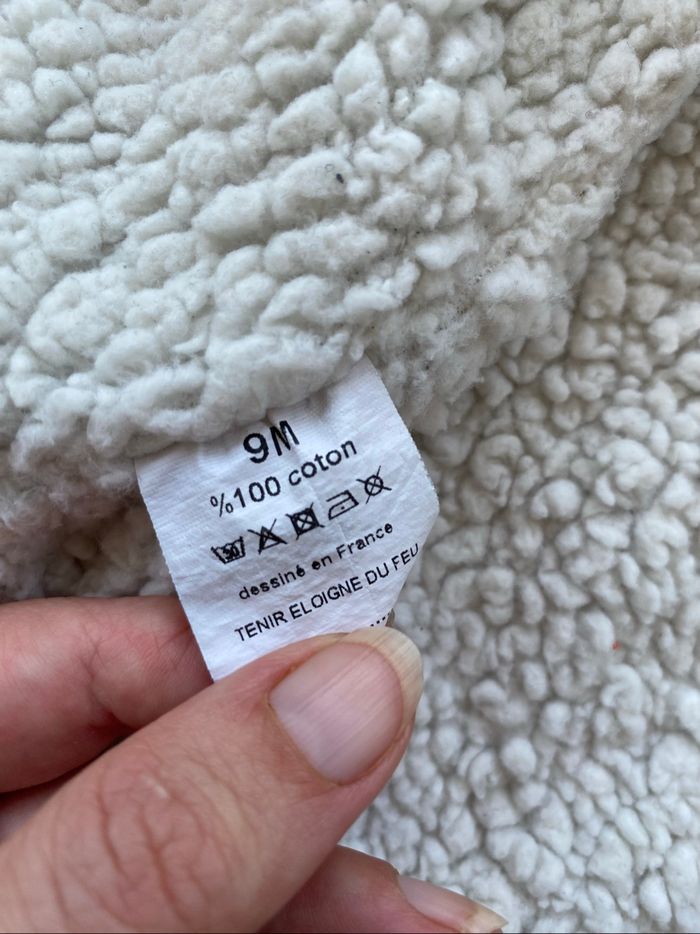 9M
%100 coton
dessiné en France
TENIR ELOIGNE DU FEU